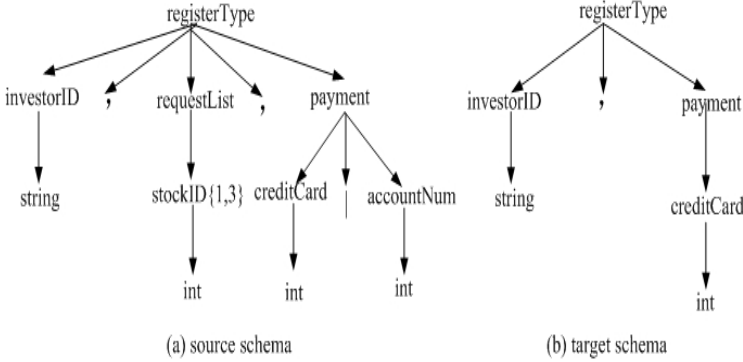 registerType registerType
investorID , requestList , payment investorID , payment
string stockID{1,3} creditCard | accountNum string creditCard
int int int int
(a) source schema (b) target schema